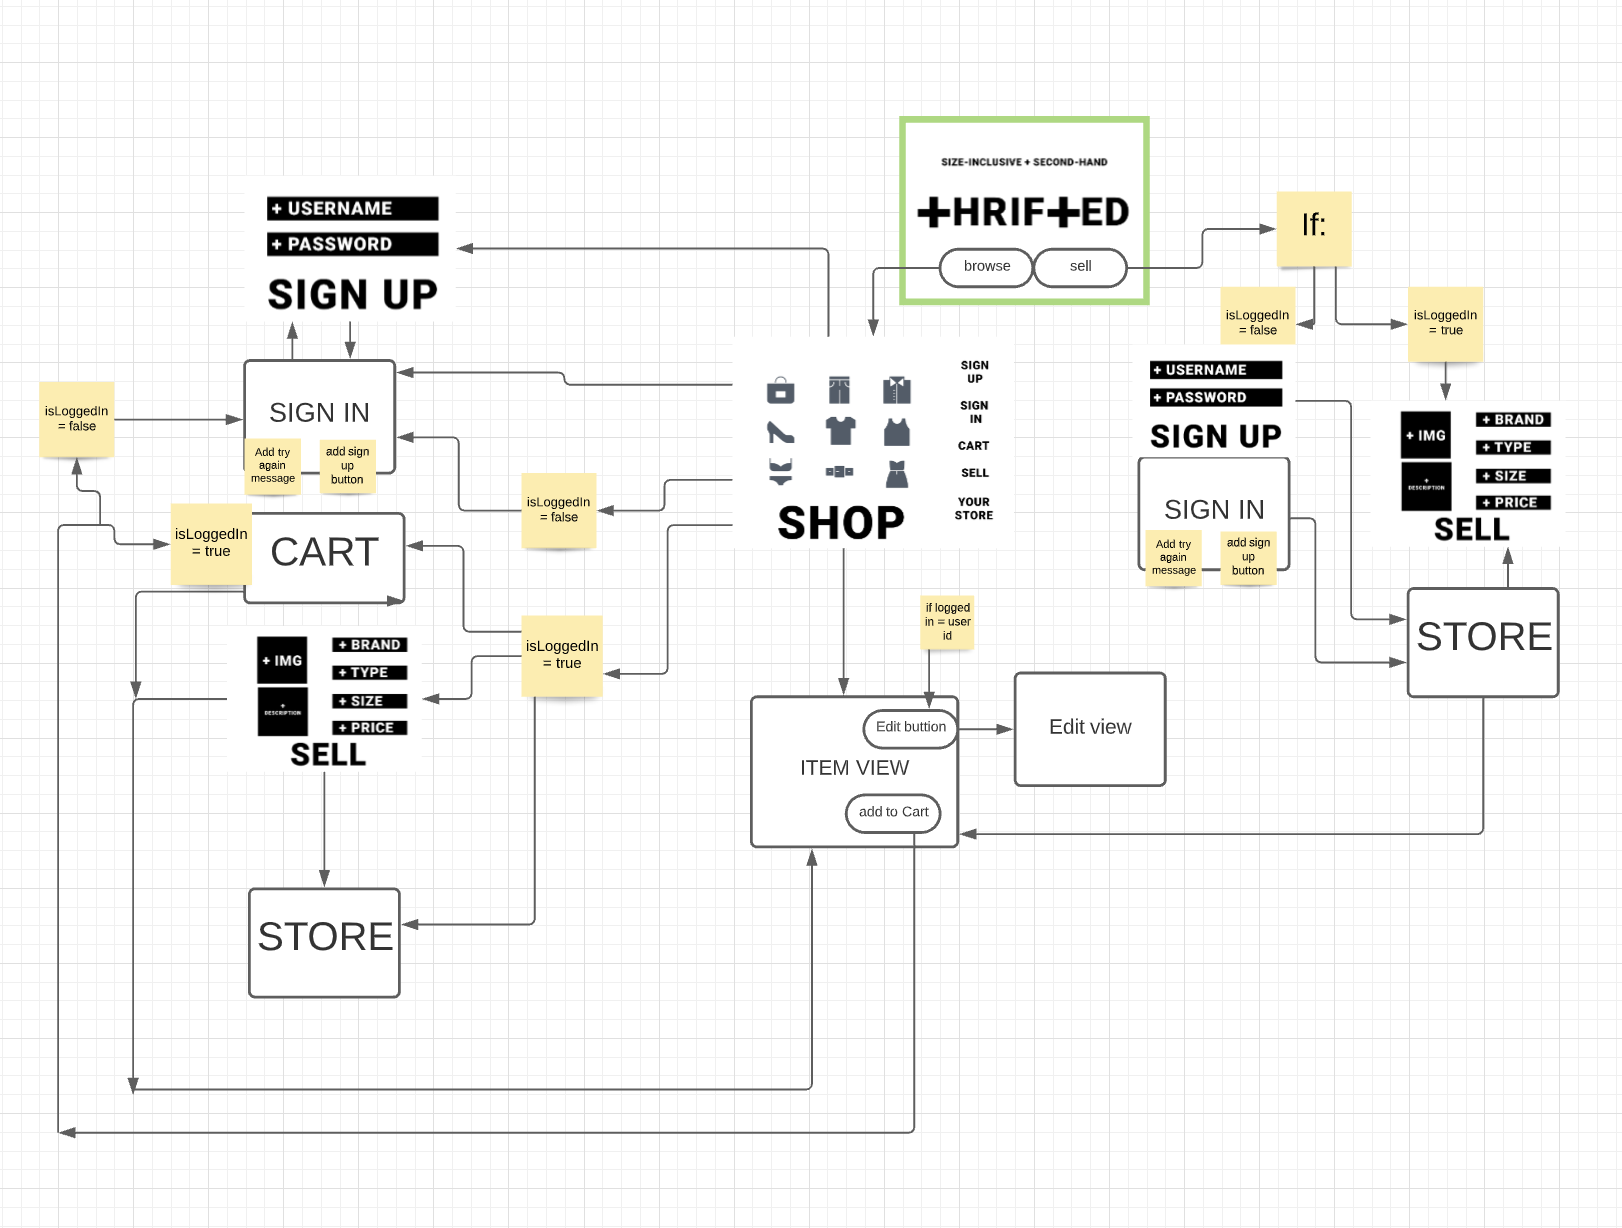 SIZE-INCLUSIVE + SECOND-HAND
+HRIF+ED
browse
sell
If:
isLoggedIn
= false
isLoggedIn
= true
+ USERNAME
+ PASSWORD
SIGN UP
SIGN IN
Add try
again
message
add sign
up
button
isLoggedIn
= false
isLoggedIn
= true
CART
+ IMG
+
DESCRIPTION
+ BRAND
+ TYPE
+ SIZE
+ PRICE
SELL
STORE
isLoggedIn
= false
isLoggedIn
= true
SIGN
UP
SIGN
IN
CART
SELL
YOUR
STORE
SHOP
if logged
in = user
id
Edit buttion
ITEM VIEW
add to Cart
Edit view
+ USERNAME
+ PASSWORD
SIGN UP
SIGN IN
Add try
again
message
add sign
up
button
+ IMG
+
DESCRIPTION
+ BRAND
+ TYPE
+ SIZE
+ PRICE
SELL
STORE